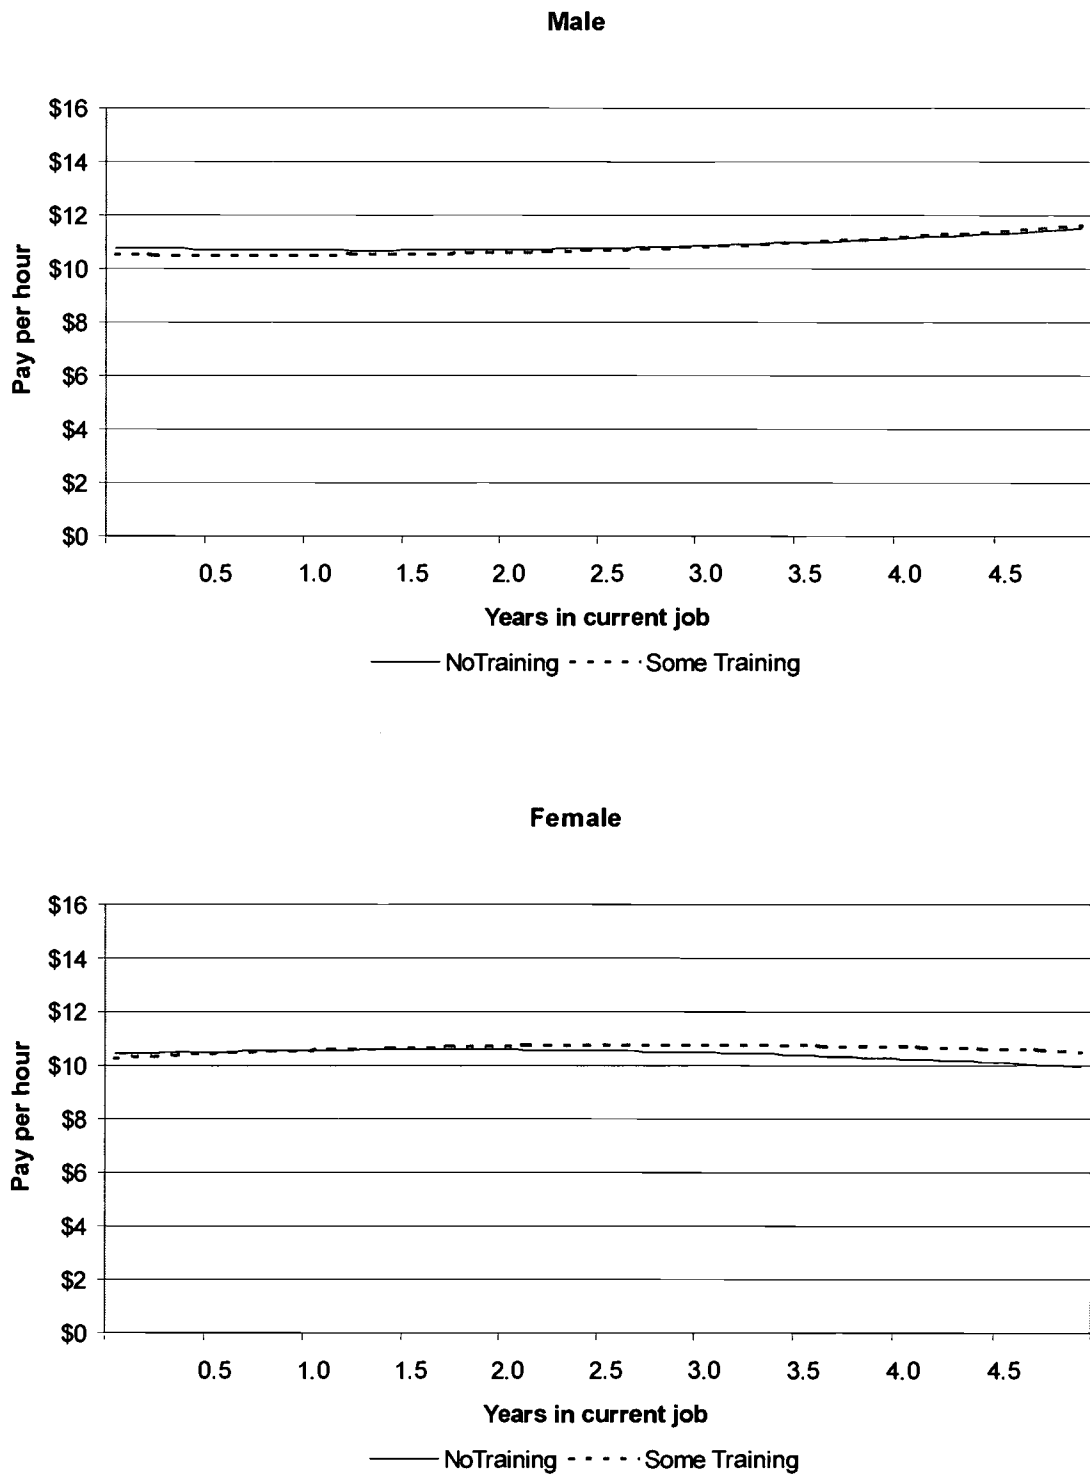 Male
$16
$14
$12
$10
$8
$6
$4
$2
$0
Pay per hour
0.5 1.0 1.5 2.0 2.5 3.0 3.5 4.0 4.5
Years in current job
NoTraining Some Training
Female
$16
$14
$12
$10
$8
$6
$4
$2
$0
Pay per hour
0.5 1.0 1.5 2.0 2.5 3.0 3.5 4.0 4.5
Years in current job
NoTraining Some Training